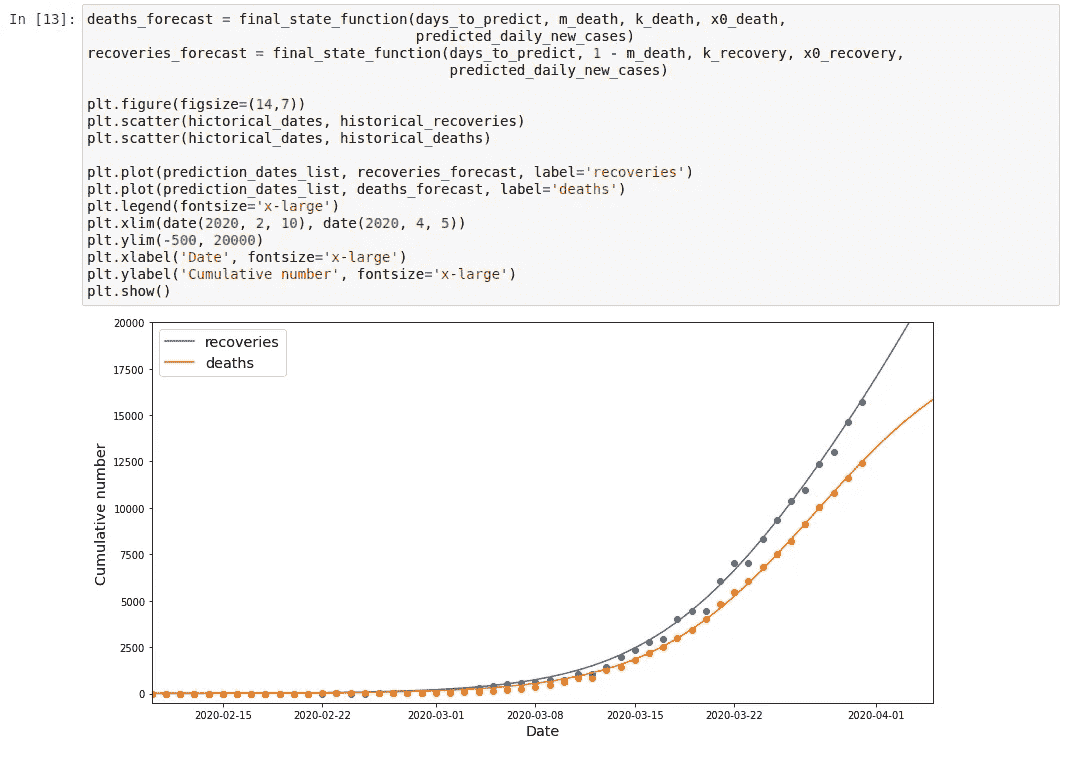 In [13]: deaths_forecast = final_state_function(days_to_predict, m_death, k_death, x0_death,
predicted_daily_new_cases)
recoveries_forecast = final_state_function(days_to_predict, 1 - m_death, k_recovery, x0_recovery,
predicted_daily_new_cases)
plt.figure(figsize=(14,7))
plt.scatter(hictorical_dates, historical_recoveries)
plt.scatter(hictorical_dates, historical_deaths)
plt.plot(prediction_dates_list, recoveries_forecast, label='recoveries')
plt.plot(prediction_dates_list, deaths_forecast, label='deaths')
plt.legend(fontsize='x-large')
plt.xlim(date(2020, 2, 10), date(2020, 4, 5))
plt.ylim(-500, 20000)
plt.xlabel('Date', fontsize='x-large')
plt.ylabel('Cumulative number', fontsize='x-large')
plt.show()
recoveries
deaths
20000
17500
15000
12500
10000
7500
5000
2500
0
Cumulative number
2020-02-15 2020-02-22 2020-03-01 2020-03-08 2020-03-15 2020-03-22 2020-04-01
Date